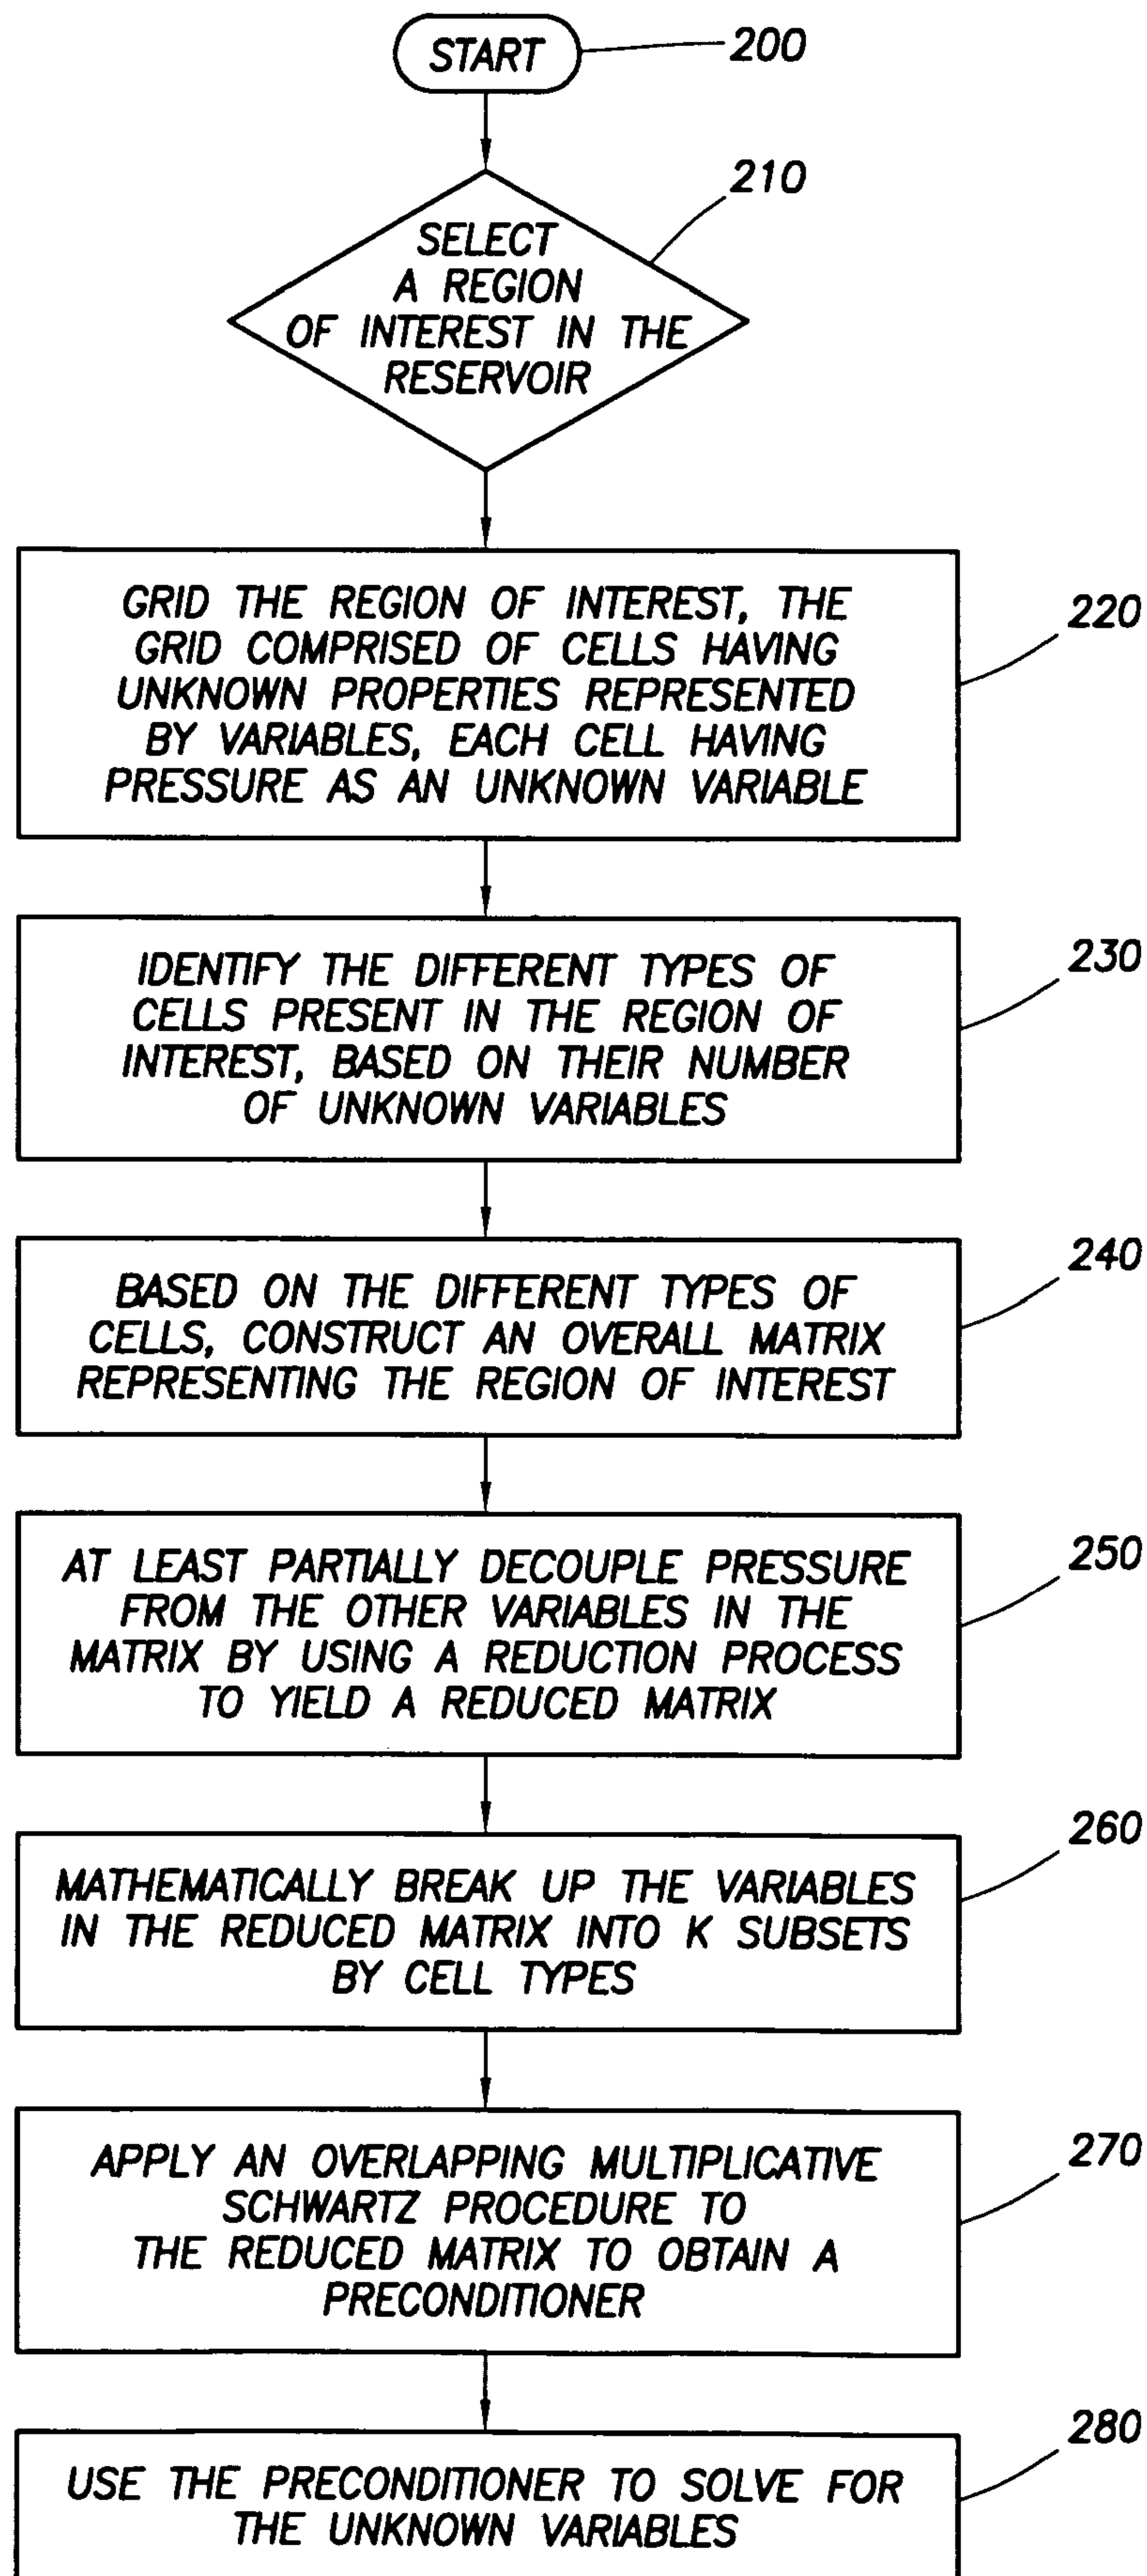 START
200
210
SELECT
A REGION
OF INTEREST IN THE
RESERVOIR
GRID THE REGION OF INTEREST, THE
GRID COMPRISED OF CELLS HAVING
UNKNOWN PROPERTIES REPRESENTED
BY VARIABLES, EACH CELL HAVING
PRESSURE AS AN UNKNOWN VARIABLE
220
IDENTIFY THE DIFFERENT TYPES OF
CELLS PRESENT IN THE REGION OF
INTEREST, BASED ON THEIR NUMBER
OF UNKNOWN VARIABLES
230
BASED ON THE DIFFERENT TYPES OF
CELLS, CONSTRUCT AN OVERALL MATRIX
REPRESENTING THE REGION OF INTEREST
240
AT LEAST PARTIALLY DECOUPLE PRESSURE
FROM THE OTHER VARIABLES IN THE
MATRIX BY USING A REDUCTION PROCESS
TO YIELD A REDUCED MATRIX
250
MATHEMATICALLY BREAK UP THE VARIABLES
IN THE REDUCED MATRIX INTO K SUBSETS
BY CELL TYPES
260
APPLY AN OVERLAPPING MULTIPLICATIVE
SCHWARTZ PROCEDURE TO
THE REDUCED MATRIX TO OBTAIN A
PRECONDITIONER
270
USE THE PRECONDITIONER TO SOLVE FOR
THE UNKNOWN VARIABLES
280